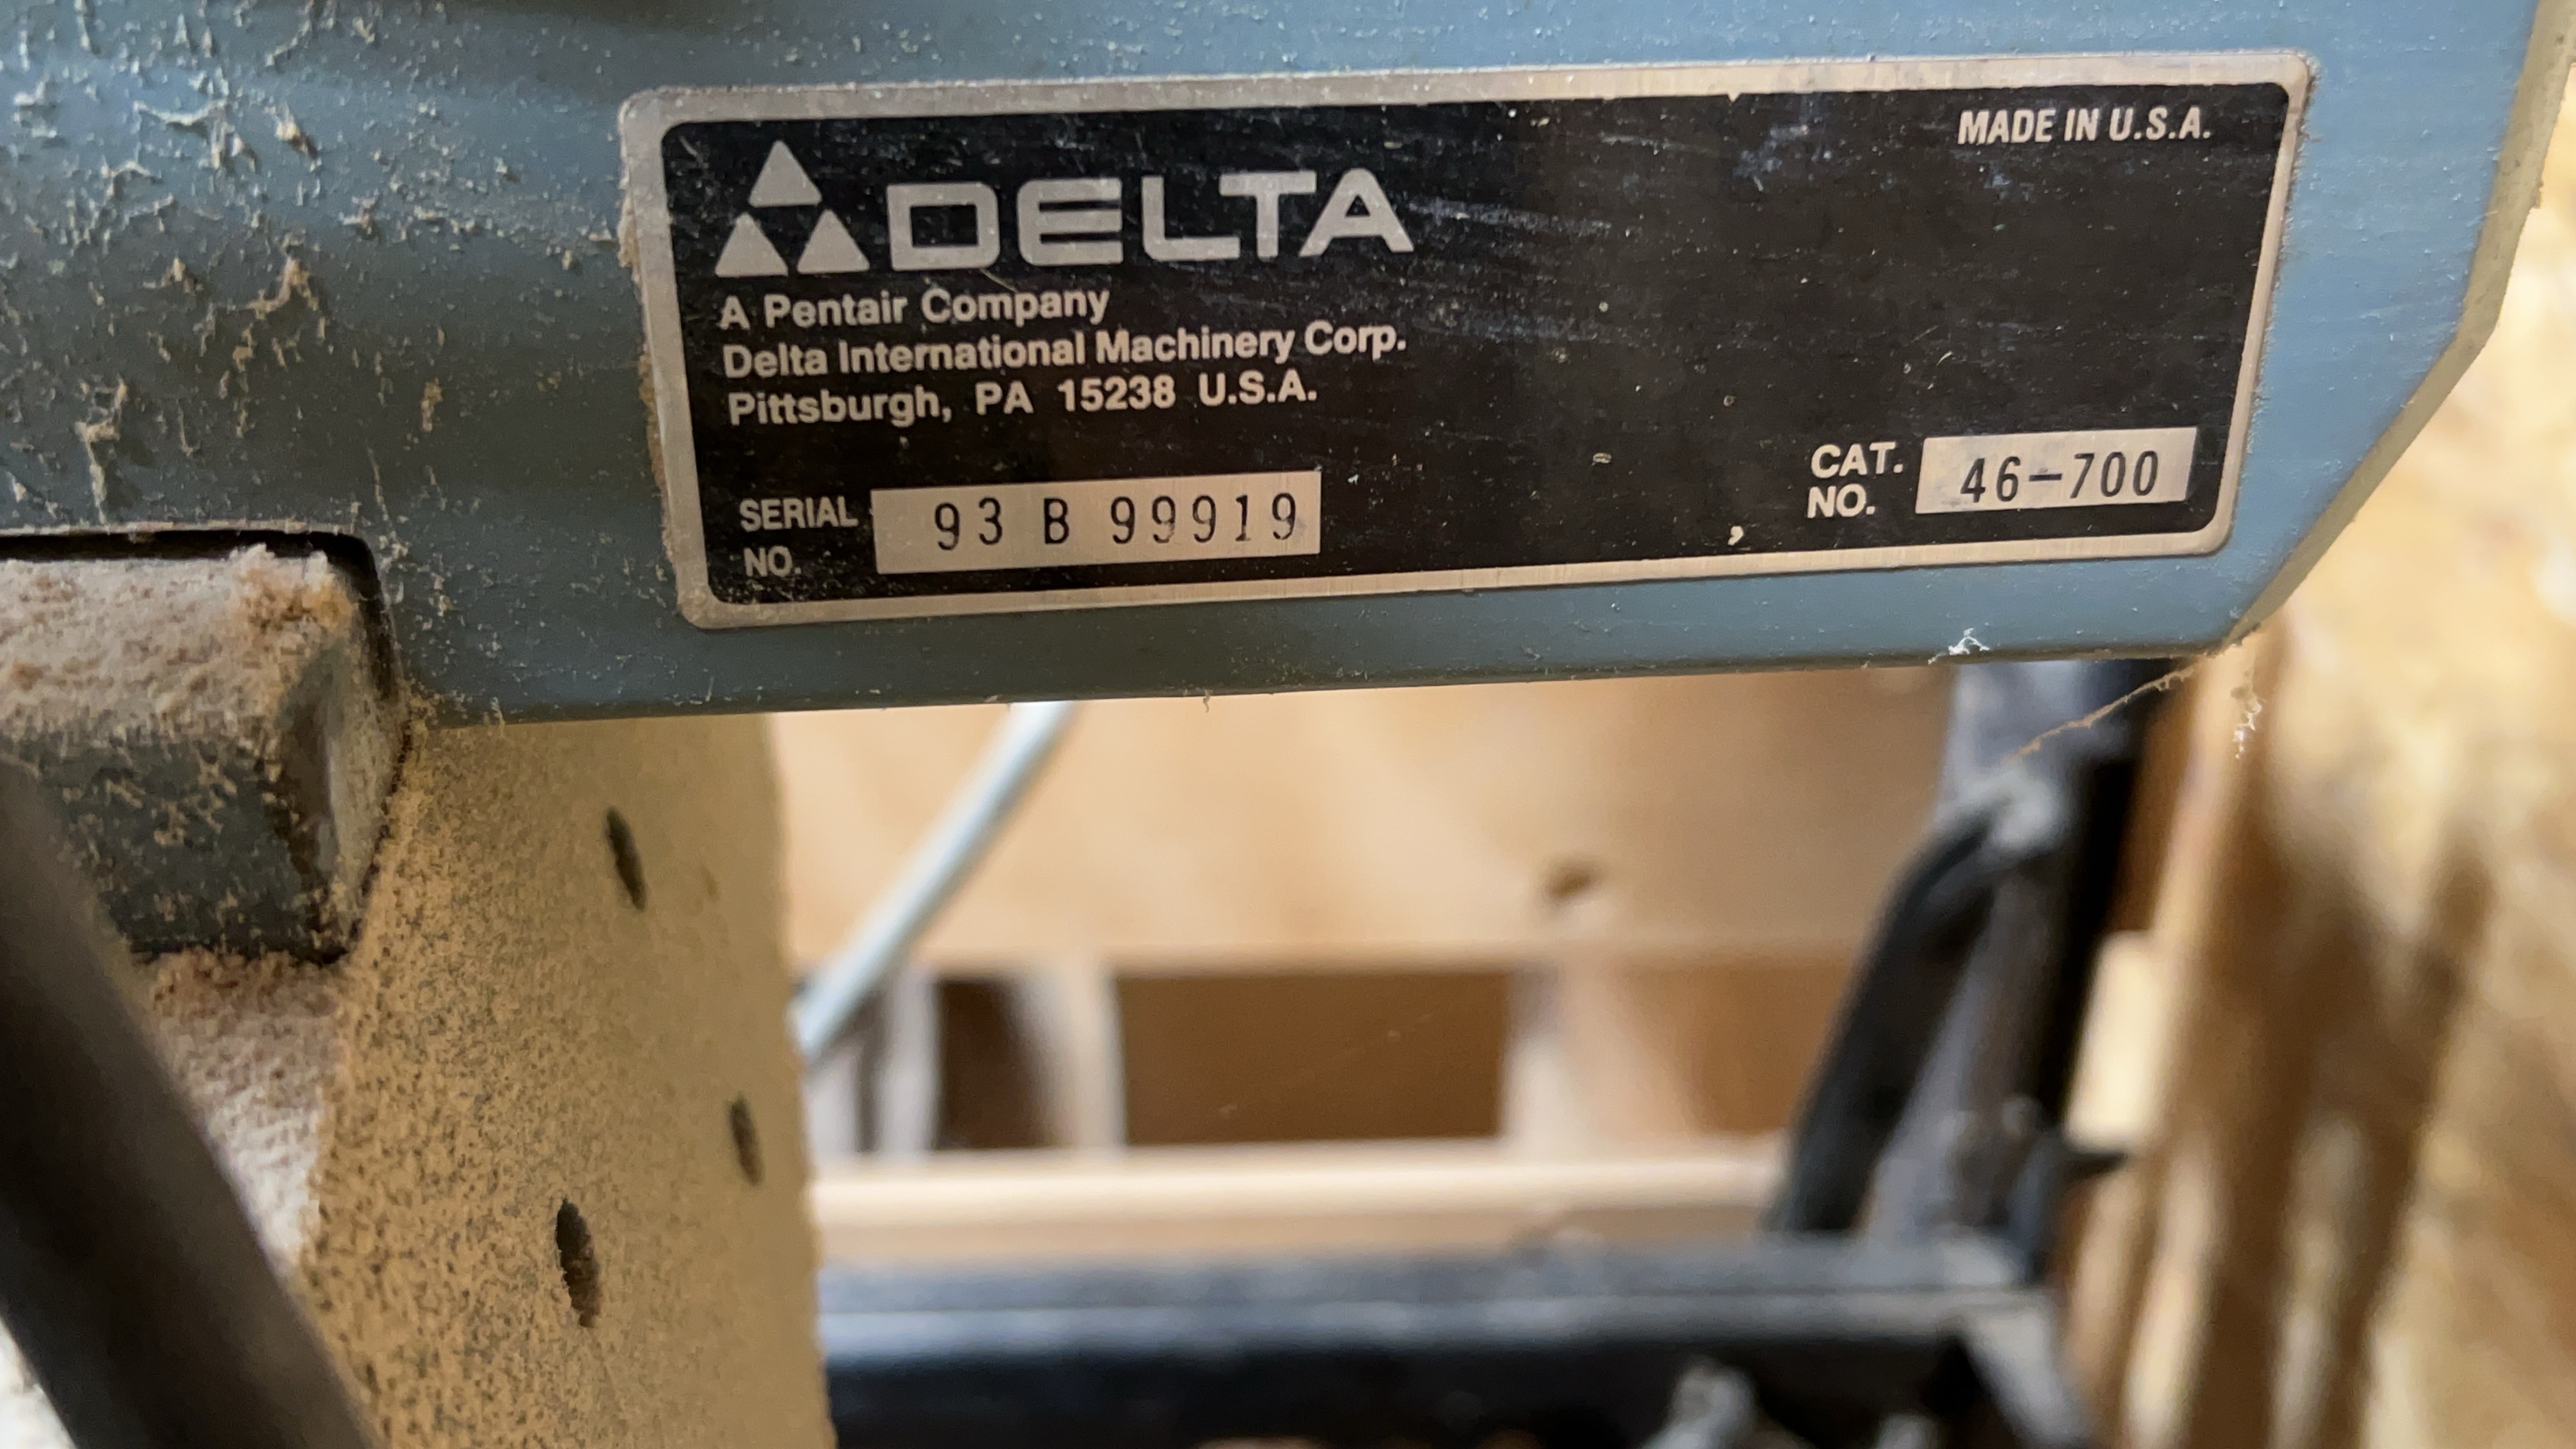 MADE IN U.S.A.
DELTA
A Pentair Company
Delta International Machinery Corp.
Pittsburgh, PA 15238 U.S.A.
SERIAL NO. 93 B 99919
CAT. NO. 46-700